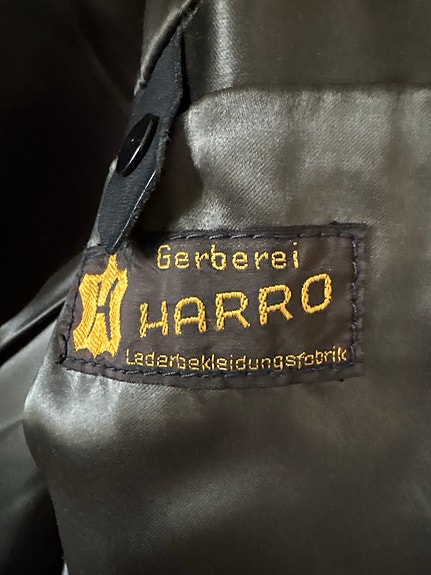 Gerberei
H
HARRO
Lederbekleidungsfabrik